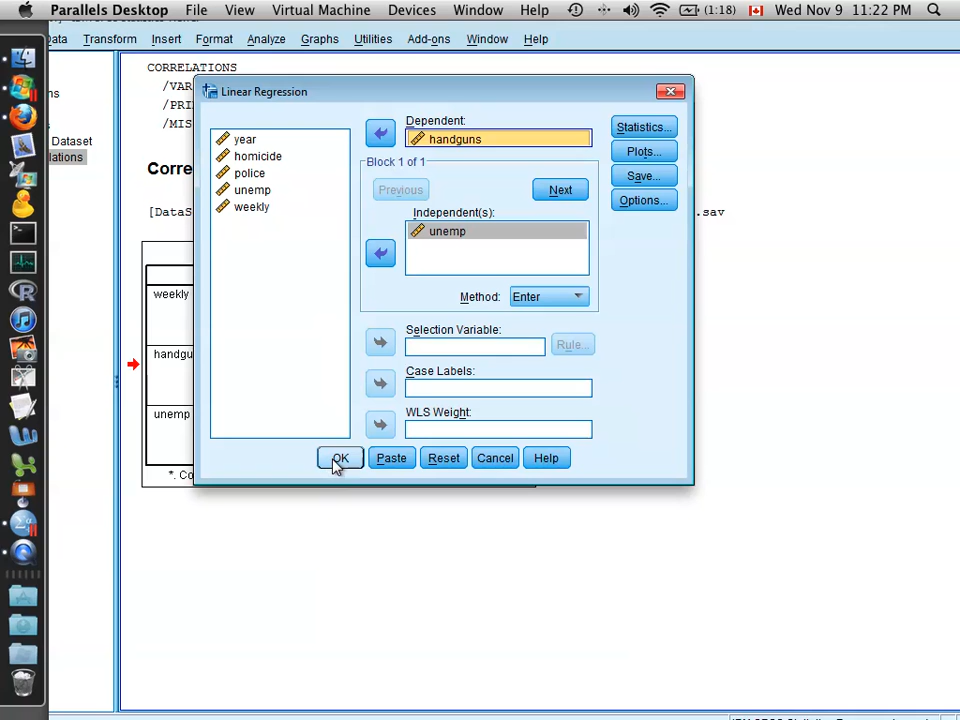 Parallels Desktop File View Virtual Machine Devices Window Help (1:18) Wed Nov 9 11:22 PM
Transform Insert Format Analyze Graphs Utilities Add-ons Window Help
CORRELATIONS
Linear Regression
Dependent:
handguns
Block 1 of 1
Previous
Next
Independent(s):
unemp
Method: Enter
Selection Variable:
Rule...
Case Labels:
WLS Weight:
year
homicide
police
unemp
weekly
Statistics...
Plots...
Save...
Options...
OK Paste Reset Cancel Help
Dataset
/VAR
/PRI
/MIS
Corre
[DataS
.sav
weekly
handgu
unemp
*. Co